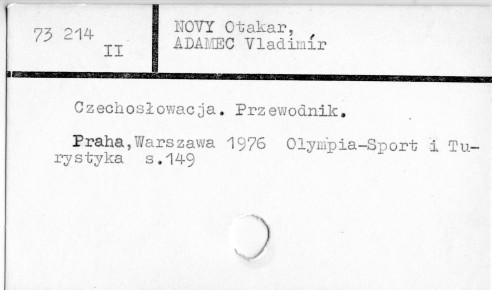 73 214
II
NOVY Otakar,
ADAMEC Vladimír
Czechosłowacja. Przewodnik.
Praha,Warszawa 1976 Olympia-Sport i Tu-
rystyka s.149